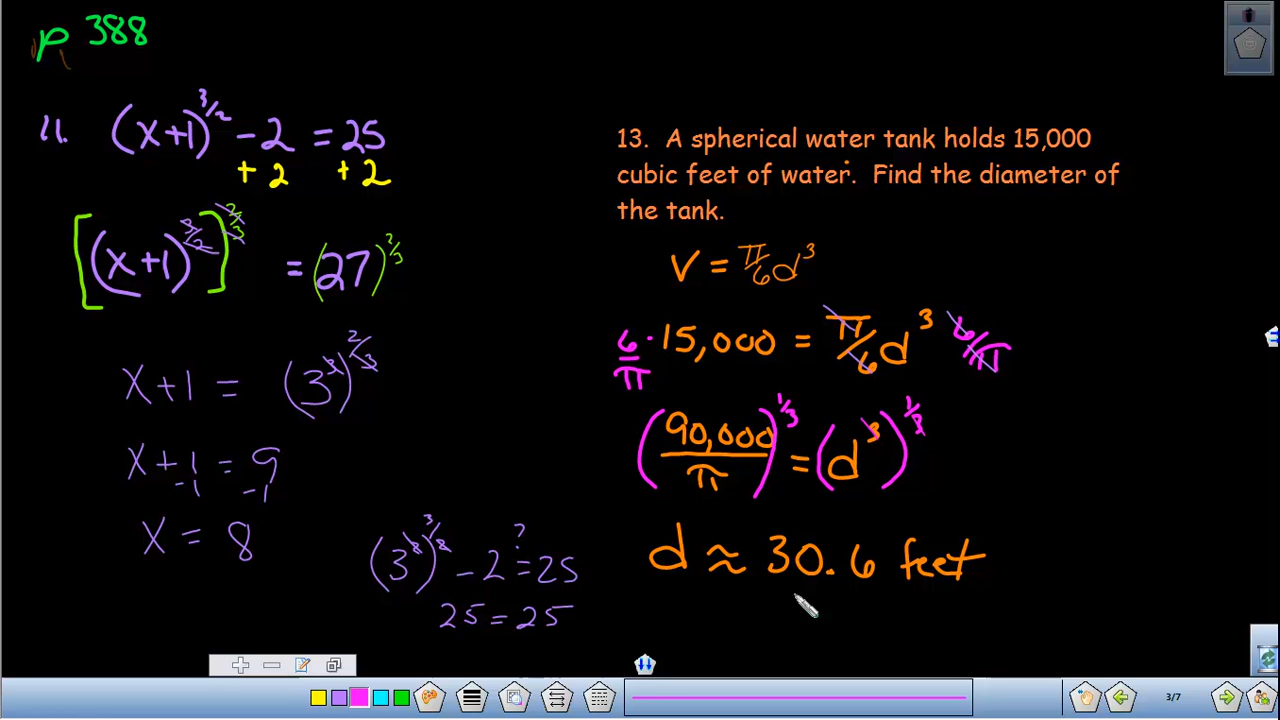 p 388
11. (x+1)^3/2 - 2 = 25
+ 2 + 2
[(x+1)^3/2]^2/3 = (27)^2/3
x+1 = (3^3)^2/3
x+1 = 9
-1 -1
x = 8
(3^2)^3/2 - 2 ?= 25
25 = 25
13. A spherical water tank holds 15,000
cubic feet of water. Find the diameter of
the tank.
V = π/6 d^3
6/π · 15,000 = π/6 d^3 6/π
(90,000/π)^1/3 = (d^3)^1/3
d ≈ 30.6 feet
3/7